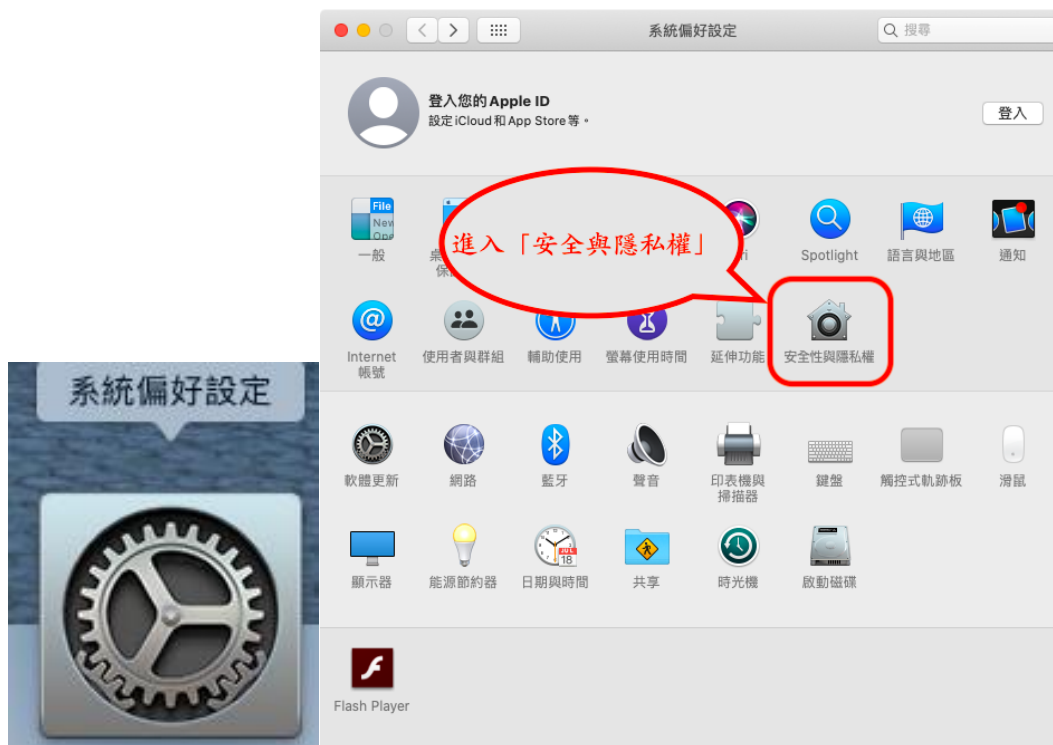 系統偏好設定
系統偏好設定
搜尋
登入您的 Apple ID
設定 iCloud 和 App Store 等。
登入
進入「安全與隱私權」
File
New
一般
Spotlight
語言與地區
通知
Internet
帳號
使用者與群組
輔助使用
螢幕使用時間
延伸功能
安全性與隱私權
軟體更新
網路
藍牙
聲音
印表機與
掃描器
鍵盤
觸控式軌跡板
滑鼠
顯示器
能源節約器
JUL
18
日期與時間
共享
時光機
啟動磁碟
Flash Player